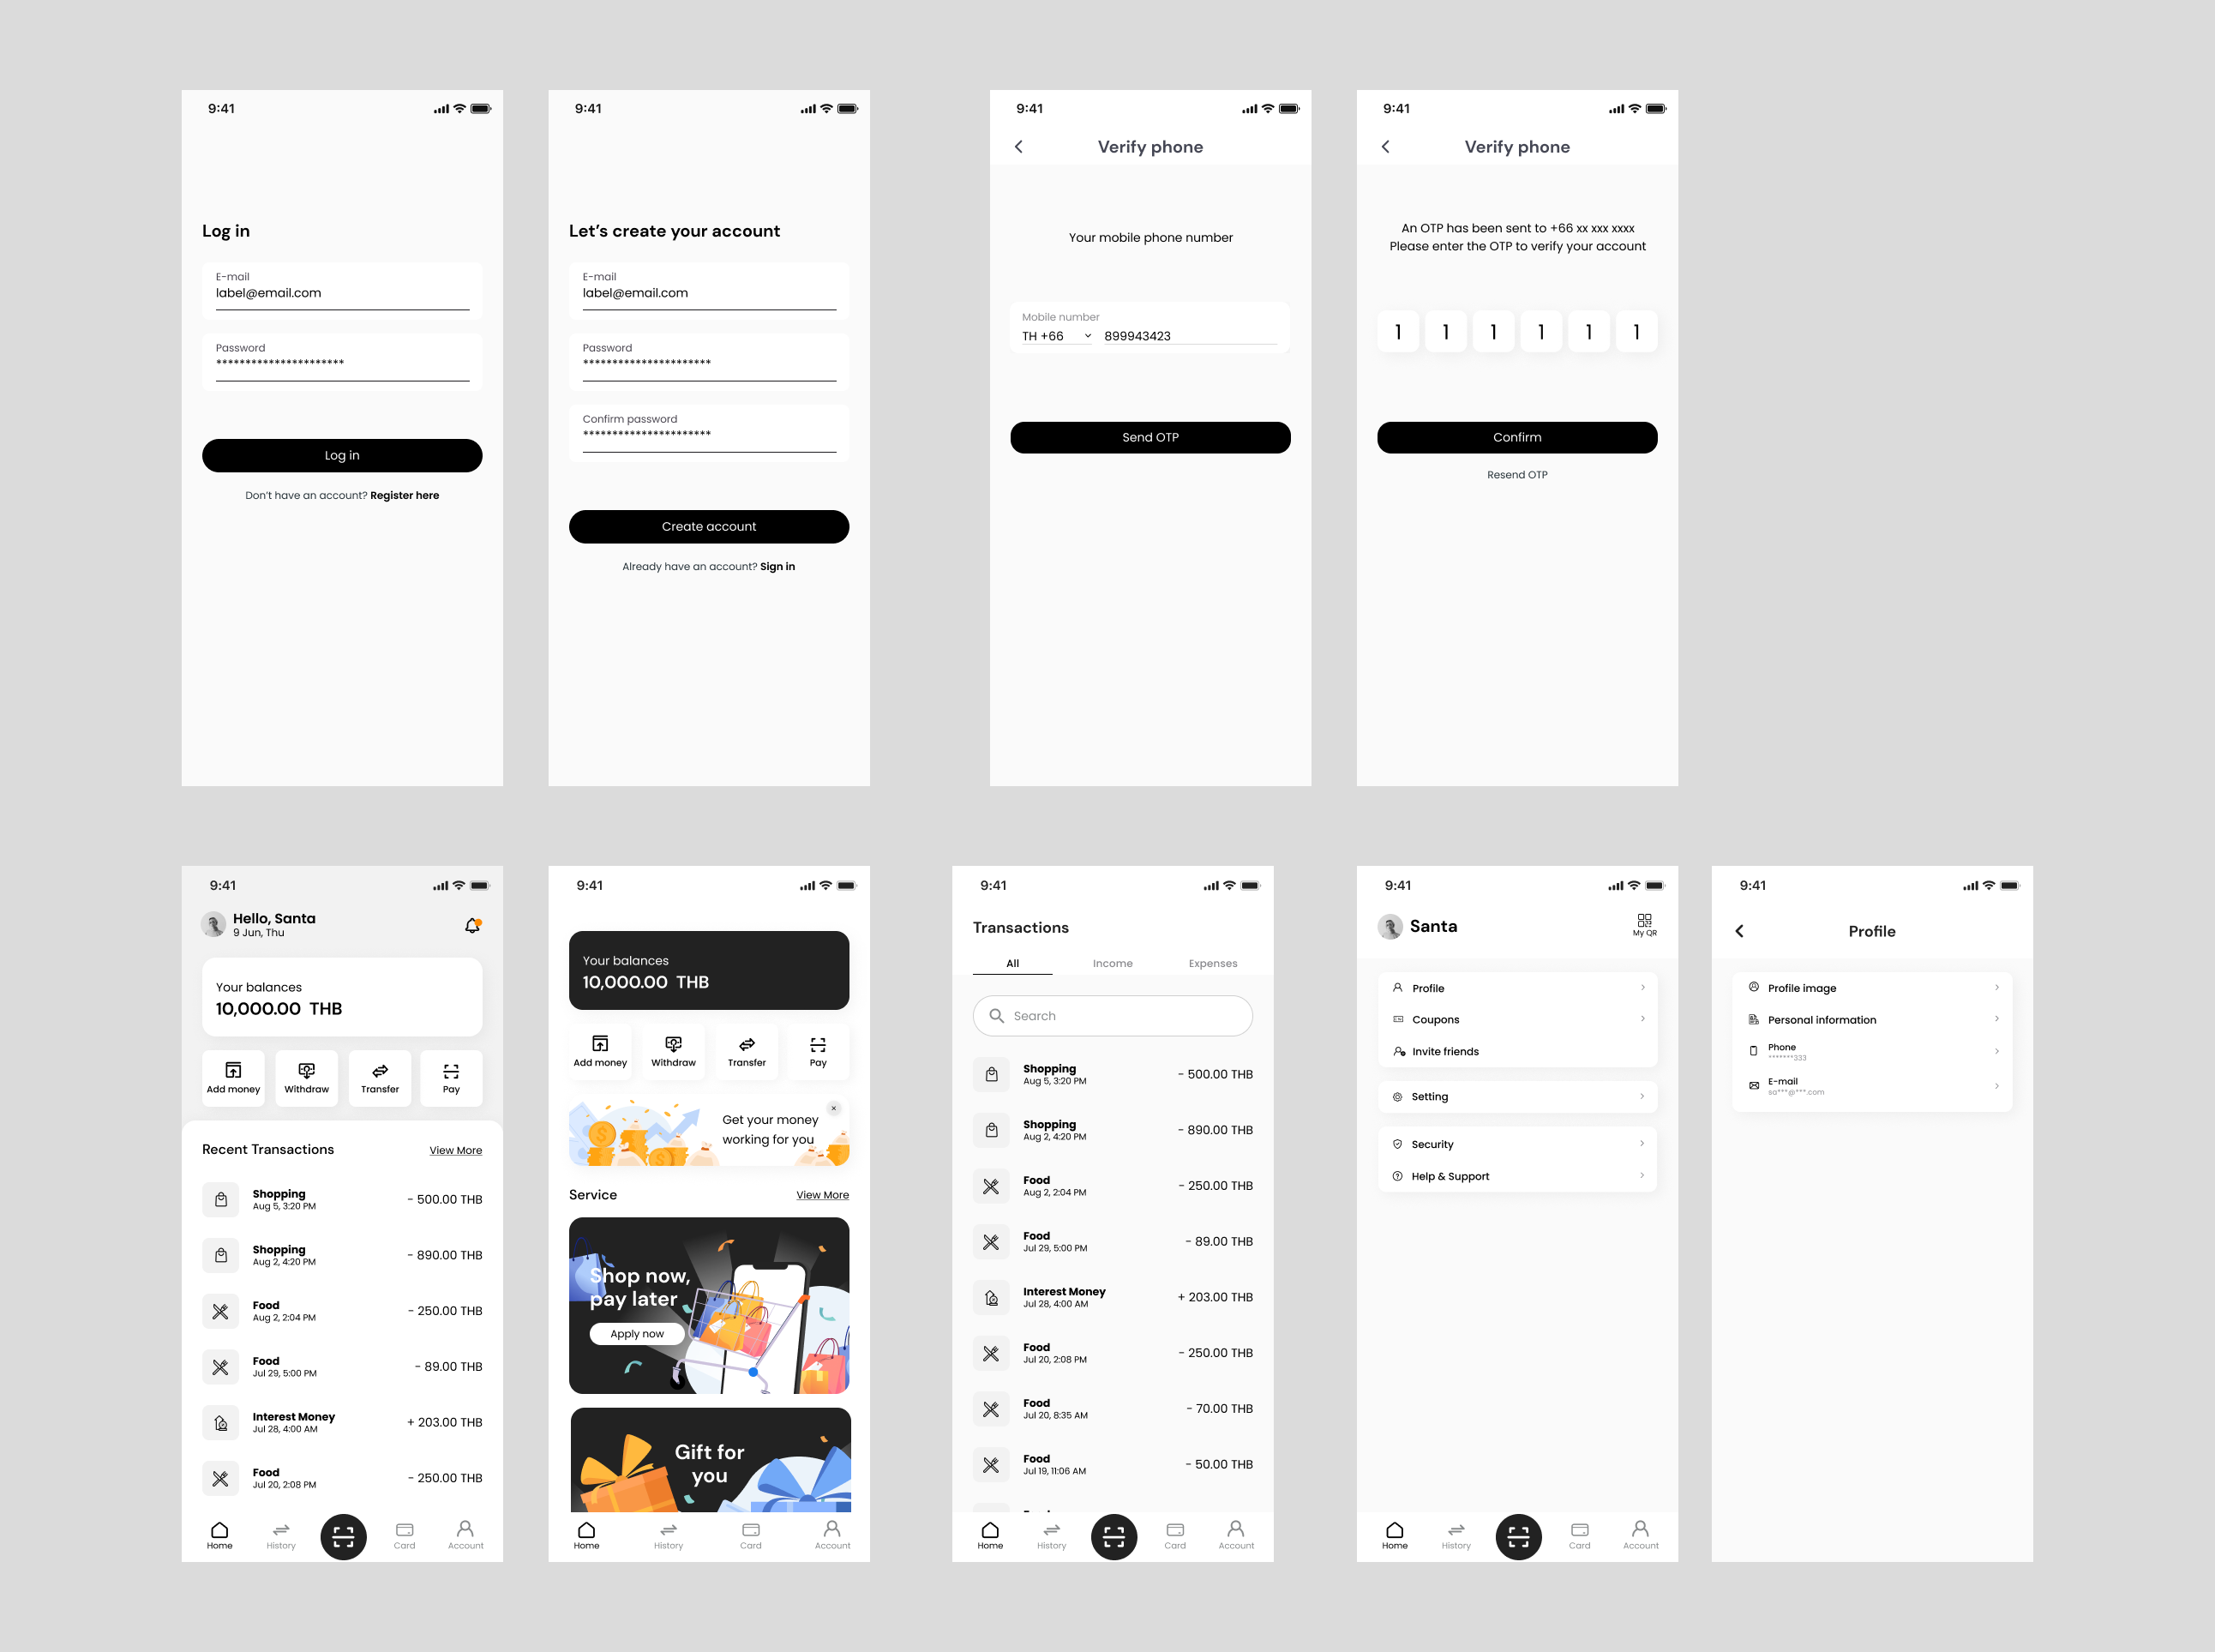 9:41
Log in
E-mail
label@email.com
Password
**********************
Log in
Don't have an account? Register here
9:41
Let's create your account
E-mail
label@email.com
Password
**********************
Confirm password
**********************
Create account
Already have an account? Sign in
9:41
Verify phone
Your mobile phone number
Mobile number
TH +66 899943423
Send OTP
9:41
Verify phone
An OTP has been sent to +66 xx xxx xxxx
Please enter the OTP to verify your account
1 1 1 1 1 1
Confirm
Resend OTP
9:41
Hello, Santa
9 Jun, Thu
Your balances
10,000.00 THB
Add money Withdraw Transfer Pay
Recent Transactions View More
Shopping
Aug 5, 3:20 PM
- 500.00 THB
Shopping
Aug 2, 4:20 PM
- 890.00 THB
Food
Aug 2, 2:04 PM
- 250.00 THB
Food
Jul 29, 5:00 PM
- 89.00 THB
Interest Money
Jul 28, 4:00 AM
+ 203.00 THB
Food
Jul 20, 2:08 PM
- 250.00 THB
Home History Card Account
9:41
Your balances
10,000.00 THB
Add money Withdraw Transfer Pay
Get your money
working for you
Service View More
Shop now,
pay later
Apply now
Gift for
you
Home History Card Account
9:41
Transactions
All Income Expenses
Search
Shopping
Aug 5, 3:20 PM
- 500.00 THB
Shopping
Aug 2, 4:20 PM
- 890.00 THB
Food
Aug 2, 2:04 PM
- 250.00 THB
Food
Jul 29, 5:00 PM
- 89.00 THB
Interest Money
Jul 28, 4:00 AM
+ 203.00 THB
Food
Jul 20, 2:08 PM
- 250.00 THB
Food
Jul 20, 8:35 AM
- 70.00 THB
Food
Jul 19, 11:06 AM
- 50.00 THB
Home History Card Account
9:41
Santa
My QR
Profile
Coupons
Invite friends
Setting
Security
Help & Support
Home History Card Account
9:41
Profile
Profile image
Personal information
Phone
*******333
E-mail
sa***@***.com